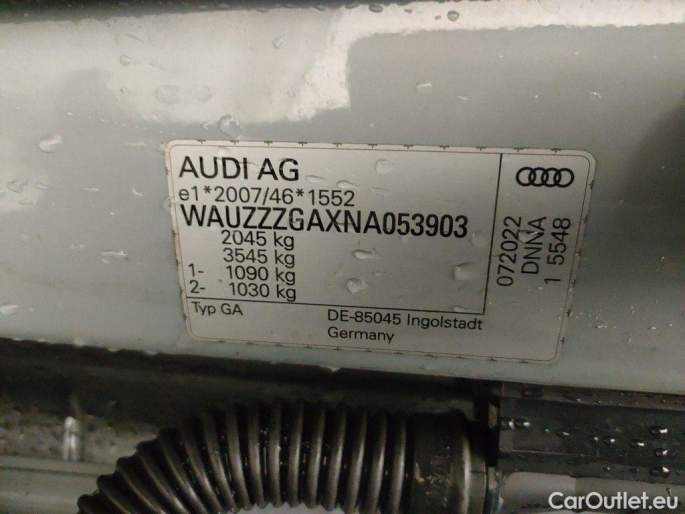 AUDI AG
e1*2007/46*1552
WAUZZZGAXNA053903
2045 kg
3545 kg
1- 1090 kg
2- 1030 kg
Typ GA
DE-85045 Ingolstadt
Germany
072022
DNNA
1 5548
CarOutlet.eu